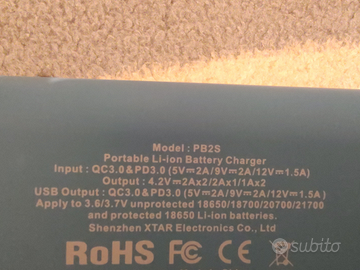 Model : PB2S
Portable Li-ion Battery Charger
Input : QC3.0&PD3.0 (5V⎓2A/9V⎓2A/12V⎓1.5A)
Output : 4.2V⎓2Ax2/2Ax1/1Ax2
USB Output : QC3.0&PD3.0 (5V⎓2A/9V⎓2A/12V⎓1.5A)
Apply to 3.6/3.7V unprotected 18650/18700/20700/21700
and protected 18650 Li-ion batteries.
Shenzhen XTAR Electronics Co.,Ltd
RoHS FC CE
subito